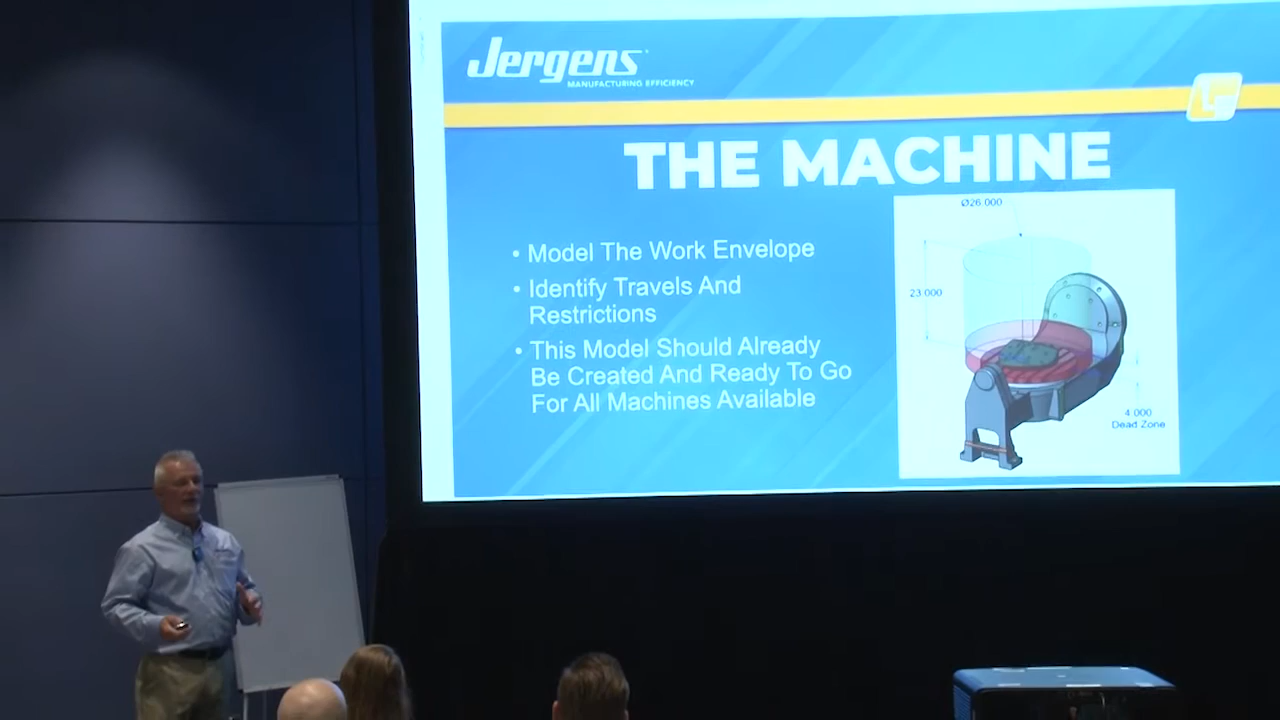 Jergens
MANUFACTURING EFFICIENCY
THE MACHINE
• Model The Work Envelope
• Identify Travels And
Restrictions
• This Model Should Already
Be Created And Ready To Go
For All Machines Available
Ø26.000
23.000
4.000
Dead Zone